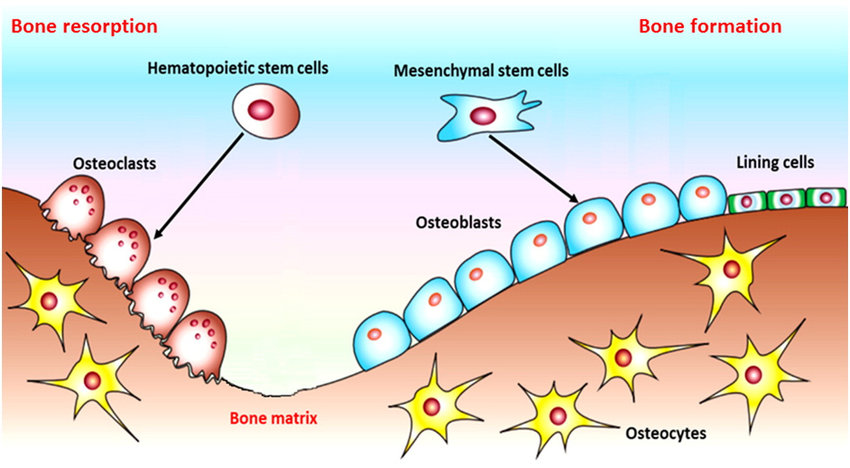 Bone resorption
Bone formation
Hematopoietic stem cells
Mesenchymal stem cells
Osteoclasts
Lining cells
Osteoblasts
Bone matrix
Osteocytes